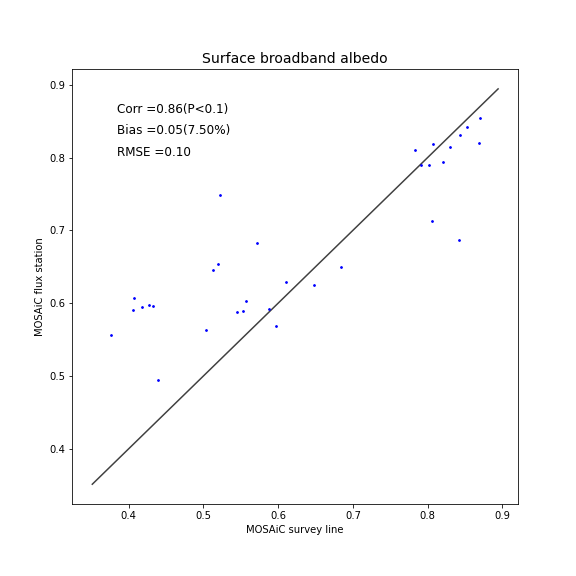 Surface broadband albedo
Corr =0.86(P<0.1)
Bias =0.05(7.50%)
RMSE =0.10
MOSAiC flux station
0.9
0.8
0.7
0.6
0.5
0.4
0.4 0.5 0.6 0.7 0.8 0.9
MOSAiC survey line